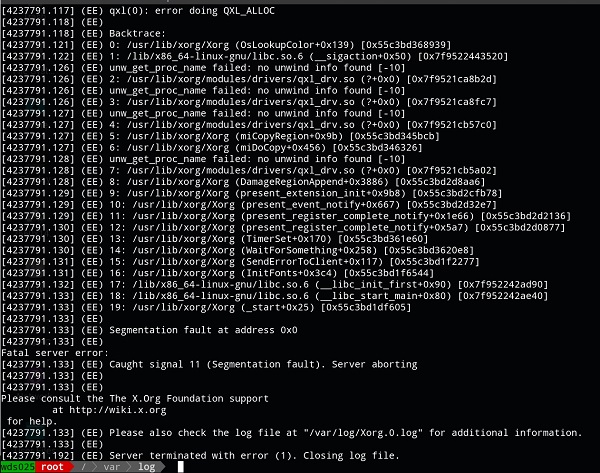 [4237791.117] (EE) qxl(0): error doing QXL_ALLOC
[4237791.118] (EE)
[4237791.118] (EE) Backtrace:
[4237791.121] (EE) 0: /usr/lib/xorg/Xorg (OsLookupColor+0x139) [0x55c3bd368939]
[4237791.122] (EE) 1: /lib/x86_64-linux-gnu/libc.so.6 (__sigaction+0x50) [0x7f9522443520]
[4237791.126] (EE) unw_get_proc_name failed: no unwind info found [-10]
[4237791.126] (EE) 2: /usr/lib/xorg/modules/drivers/qxl_drv.so (?+0x0) [0x7f9521ca8b2d]
[4237791.126] (EE) unw_get_proc_name failed: no unwind info found [-10]
[4237791.126] (EE) 3: /usr/lib/xorg/modules/drivers/qxl_drv.so (?+0x0) [0x7f9521ca8fc7]
[4237791.127] (EE) unw_get_proc_name failed: no unwind info found [-10]
[4237791.127] (EE) 4: /usr/lib/xorg/modules/drivers/qxl_drv.so (?+0x0) [0x7f9521cb57c0]
[4237791.127] (EE) 5: /usr/lib/xorg/Xorg (miCopyRegion+0x9b) [0x55c3bd345bcb]
[4237791.127] (EE) 6: /usr/lib/xorg/Xorg (miDoCopy+0x456) [0x55c3bd346326]
[4237791.128] (EE) unw_get_proc_name failed: no unwind info found [-10]
[4237791.128] (EE) 7: /usr/lib/xorg/modules/drivers/qxl_drv.so (?+0x0) [0x7f9521cb5a02]
[4237791.128] (EE) 8: /usr/lib/xorg/Xorg (DamageRegionAppend+0x3886) [0x55c3bd2d8aa6]
[4237791.129] (EE) 9: /usr/lib/xorg/Xorg (present_extension_init+0x9b8) [0x55c3bd2cfb78]
[4237791.129] (EE) 10: /usr/lib/xorg/Xorg (present_event_notify+0x667) [0x55c3bd2d32e7]
[4237791.129] (EE) 11: /usr/lib/xorg/Xorg (present_register_complete_notify+0x1e66) [0x55c3bd2d2136]
[4237791.130] (EE) 12: /usr/lib/xorg/Xorg (present_register_complete_notify+0x5a7) [0x55c3bd2d0877]
[4237791.130] (EE) 13: /usr/lib/xorg/Xorg (TimerSet+0x170) [0x55c3bd361e60]
[4237791.130] (EE) 14: /usr/lib/xorg/Xorg (WaitForSomething+0x258) [0x55c3bd3620e8]
[4237791.131] (EE) 15: /usr/lib/xorg/Xorg (SendErrorToClient+0x117) [0x55c3bd1f2277]
[4237791.131] (EE) 16: /usr/lib/xorg/Xorg (InitFonts+0x3c4) [0x55c3bd1f6544]
[4237791.132] (EE) 17: /lib/x86_64-linux-gnu/libc.so.6 (__libc_init_first+0x90) [0x7f952242ad90]
[4237791.133] (EE) 18: /lib/x86_64-linux-gnu/libc.so.6 (__libc_start_main+0x80) [0x7f952242ae40]
[4237791.133] (EE) 19: /usr/lib/xorg/Xorg (_start+0x25) [0x55c3bd1df605]
[4237791.133] (EE)
[4237791.133] (EE) Segmentation fault at address 0x0
[4237791.133] (EE)
Fatal server error:
[4237791.133] (EE) Caught signal 11 (Segmentation fault). Server aborting
[4237791.133] (EE)
[4237791.133] (EE)
Please consult the The X.Org Foundation support
at http://wiki.x.org
for help.
[4237791.133] (EE) Please also check the log file at "/var/log/Xorg.0.log" for additional information.
[4237791.133] (EE)
[4237791.192] (EE) Server terminated with error (1). Closing log file.
wds025 root / var log